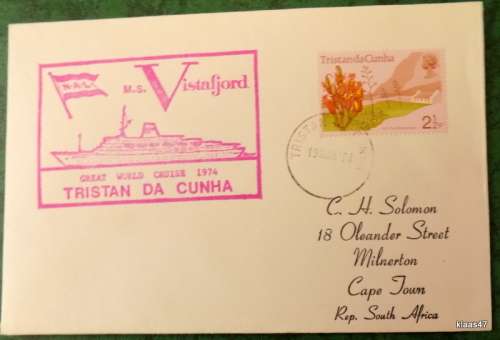 N.A.L.
M.S. Vistafjord
GREAT WORLD CRUISE 1974
TRISTAN DA CUNHA
Tristan da Cunha
2½p
TRISTAN
C. H. Solomon
18 Oleander Street
Milnerton
Cape Town
Rep. South Africa
klaas47